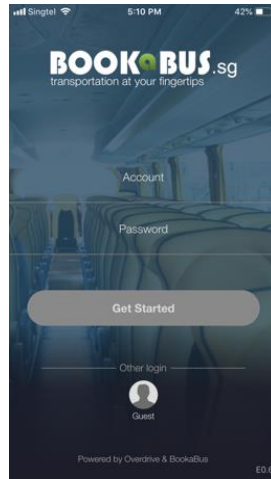 Singtel 5:10 PM 42%
BOOKaBUS.sg
transportation at your fingertips
Account
Password
Get Started
Other login
Guest
Powered by Overdrive & BookaBus